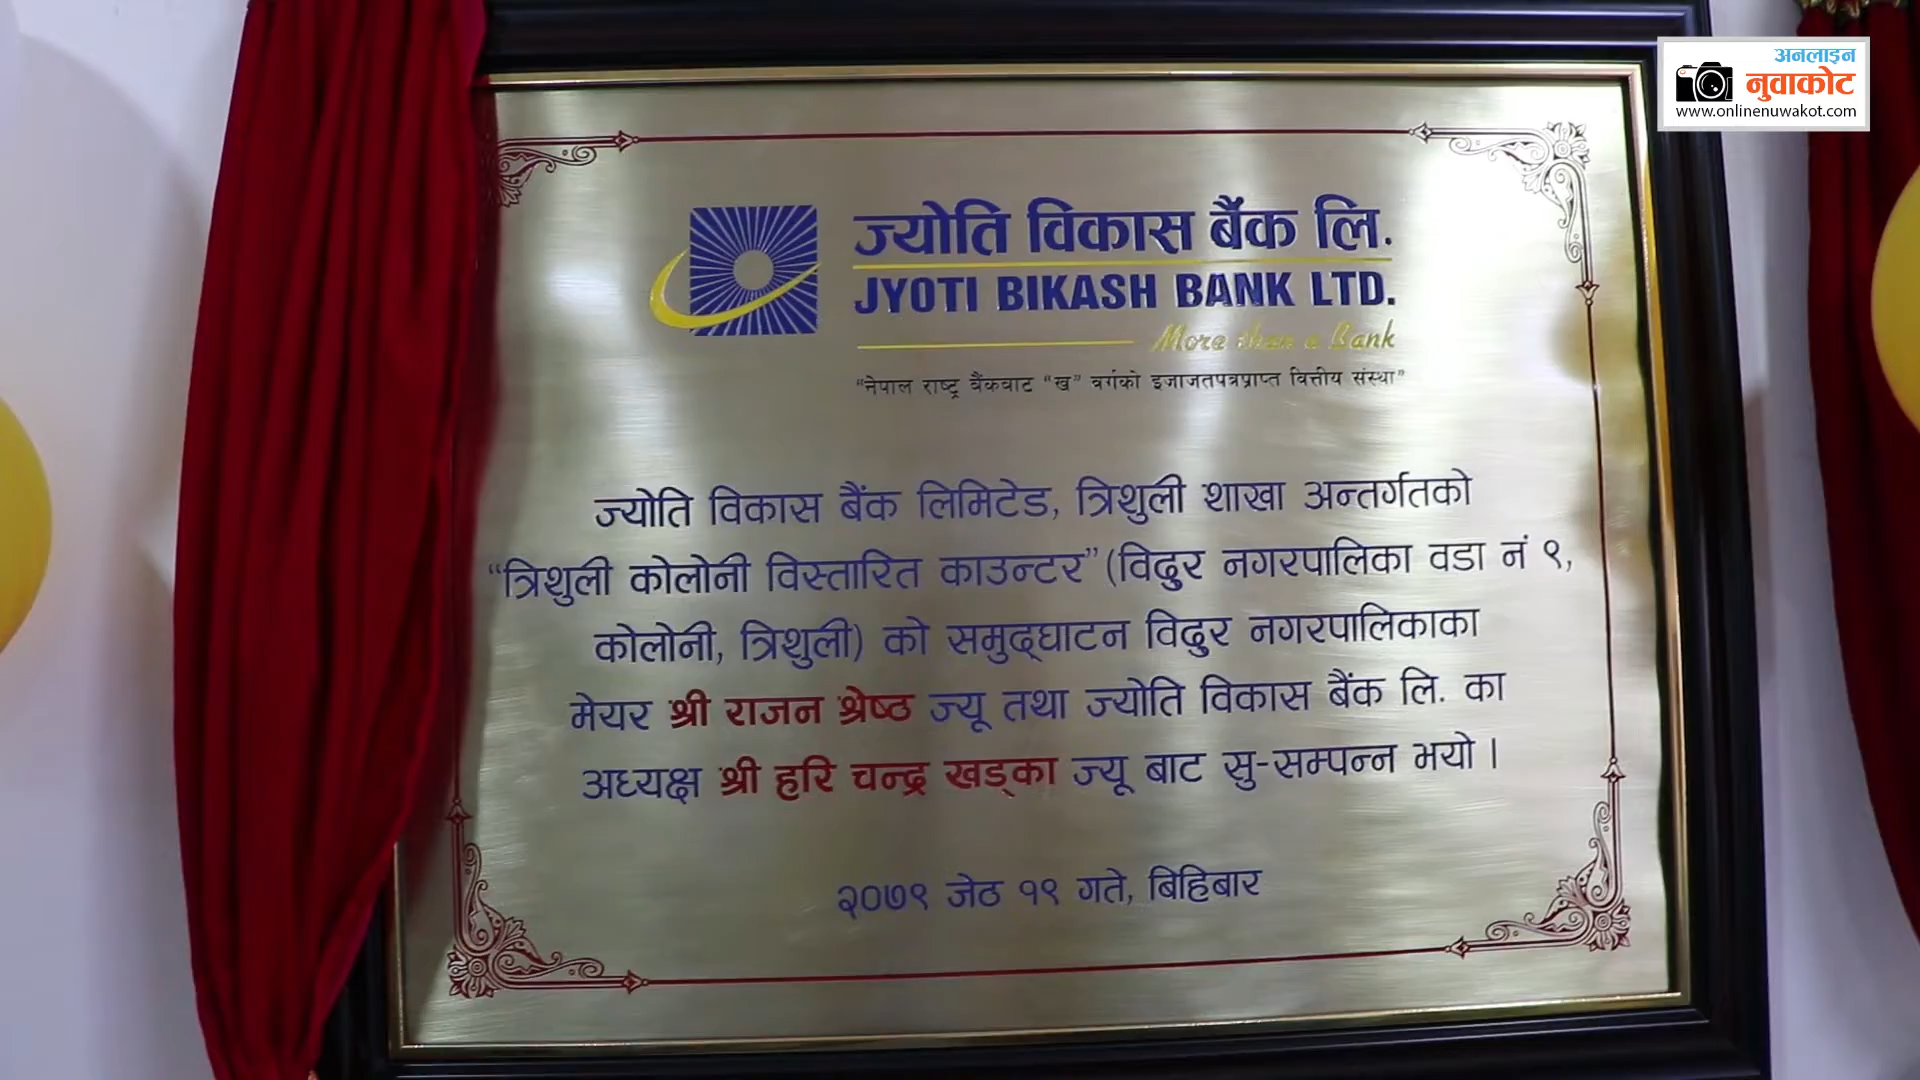 अनलाइन
नुवाकोट
www.onlinenuwakot.com
ज्योति विकास बैंक लि.
JYOTI BIKASH BANK LTD.
More than a Bank
“नेपाल राष्ट्र बैंकबाट “ख” वर्गको इजाजतपत्रप्राप्त वित्तीय संस्था”
ज्योति विकास बैंक लिमिटेड, त्रिशुली शाखा अन्तर्गतको
“त्रिशुली कोलोनी विस्तारित काउन्टर” (विदुर नगरपालिका वडा नं ९,
कोलोनी, त्रिशुली) को समुद्घाटन विदुर नगरपालिकाका
मेयर श्री राजन श्रेष्ठ ज्यू तथा ज्योति विकास बैंक लि. का
अध्यक्ष श्री हरि चन्द्र खड्का ज्यू बाट सु-सम्पन्न भयो ।
२०७९ जेठ १९ गते, बिहिबार